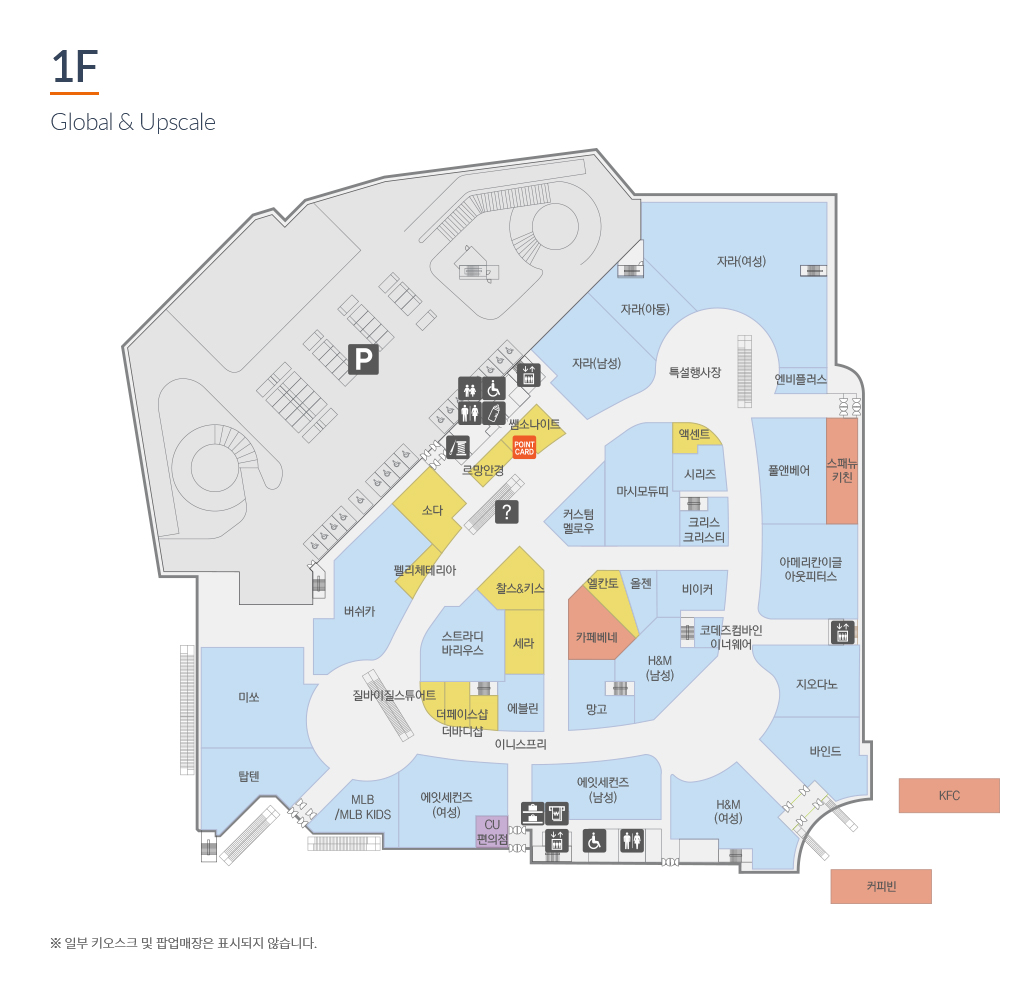 1F
Global & Upscale
자라(여성)
자라(아동)
자라(남성)
특설행사장
엔비플러스
P
쌤소나이트
POINT
CARD
로망안경
액센트
시리즈
마시모듀띠
풀앤베어
스패뉴
키친
소다
?
커스텀
멜로우
크리스
크리스티
펠리체테리아
아메리칸이글
아웃피터스
찰스&키스
엘칸토
올젠
비이커
버쉬카
스트라디
바리우스
세라
카페베네
코데즈컴바인
이너웨어
H&M
(남성)
지오다노
미쏘
질바이질스튜어트
더페이스샵
더바디샵
에블린
망고
이니스프리
바인드
탑텐
MLB
/MLB KIDS
에잇세컨즈
(여성)
에잇세컨즈
(남성)
H&M
(여성)
CU
편의점
KFC
커피빈
※ 일부 키오스크 및 팝업매장은 표시되지 않습니다.